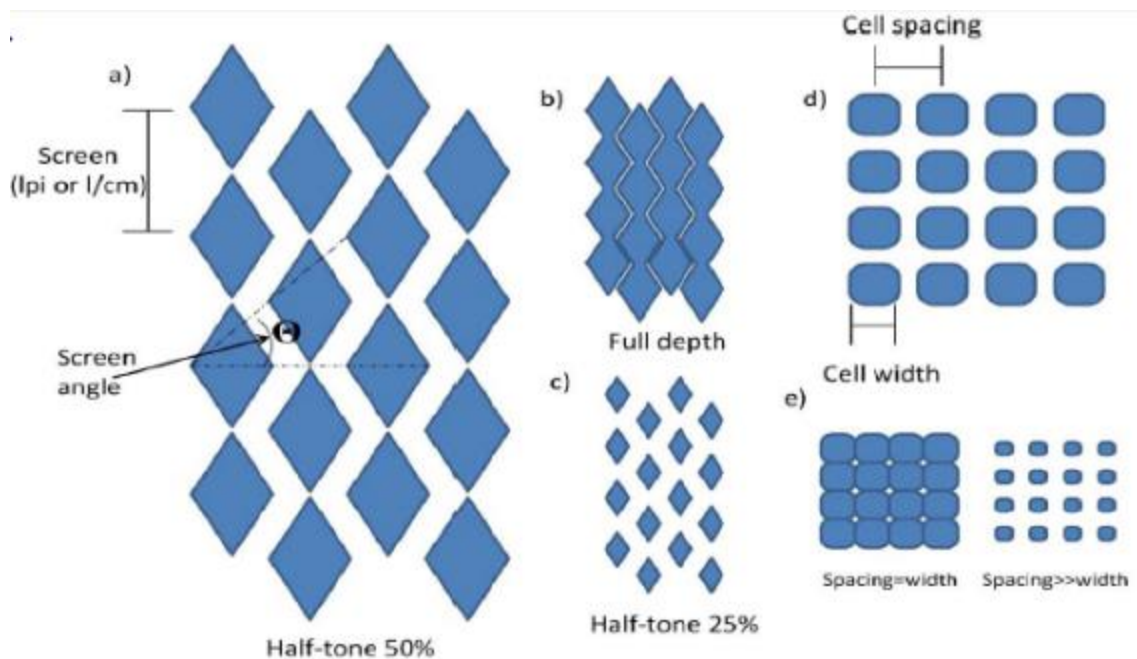 a)
Screen
(lpi or l/cm)
Θ
Screen
angle
Half-tone 50%
b)
Full depth
c)
Half-tone 25%
Cell spacing
d)
Cell width
e)
Spacing=width
Spacing>>width